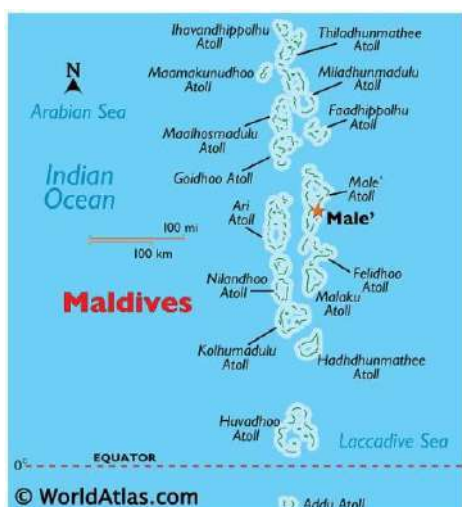 Ihavandhippolhu
Atoll
Thiladhunmathee
Atoll
N
Maamakunudhoo
Atoll
Miladhunmadulu
Atoll
Arabian Sea
Faadhippolhu
Atoll
Maalhosmadulu
Atoll
Goidhoo Atoll
Indian
Ocean
Male'
Atoll
Ari
Atoll
Male'
100 mi
100 km
Felidhoo
Atoll
Nilandhoo
Atoll
Maldives
Malaku
Atoll
Kolhumadulu
Atoll
Hadhdhunmathee
Atoll
Huvadhoo
Atoll
Laccadive Sea
EQUATOR
0°
© WorldAtlas.com
Addu Atoll